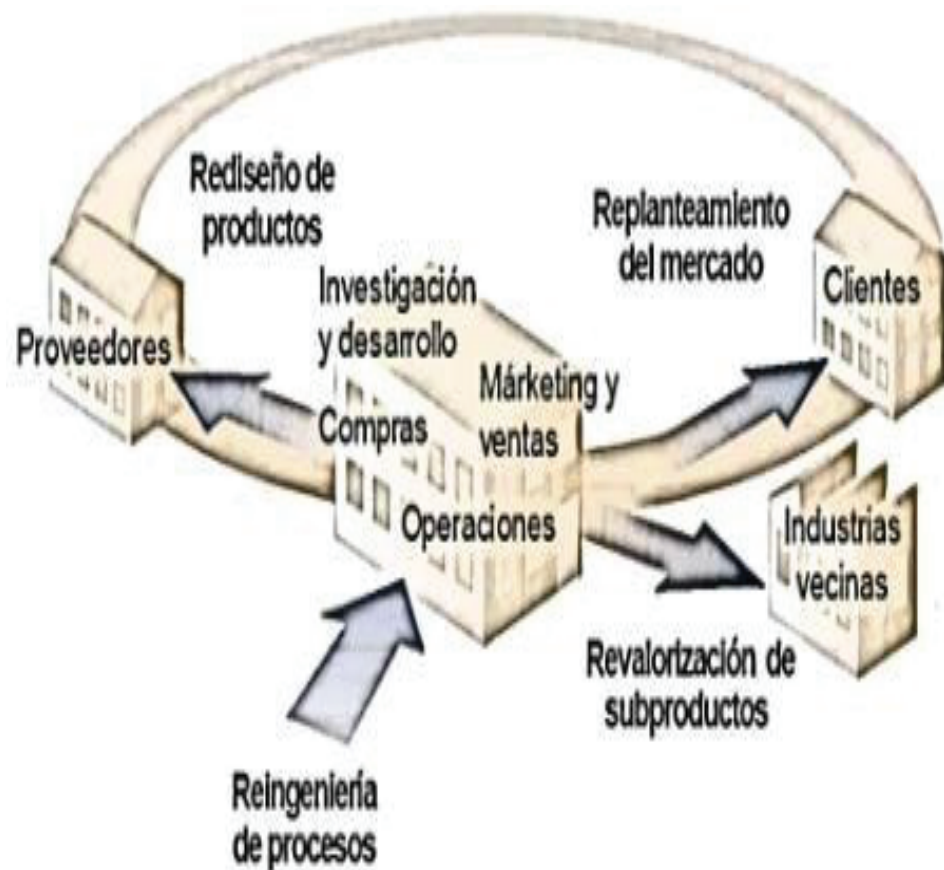 Rediseño de
productos
Replanteamiento
del mercado
Investigación
y desarrollo
Clientes
Proveedores
Márketing y
ventas
Compras
Operaciones
Industrias
vecinas
Revalorización de
subproductos
Reingeniería
de procesos